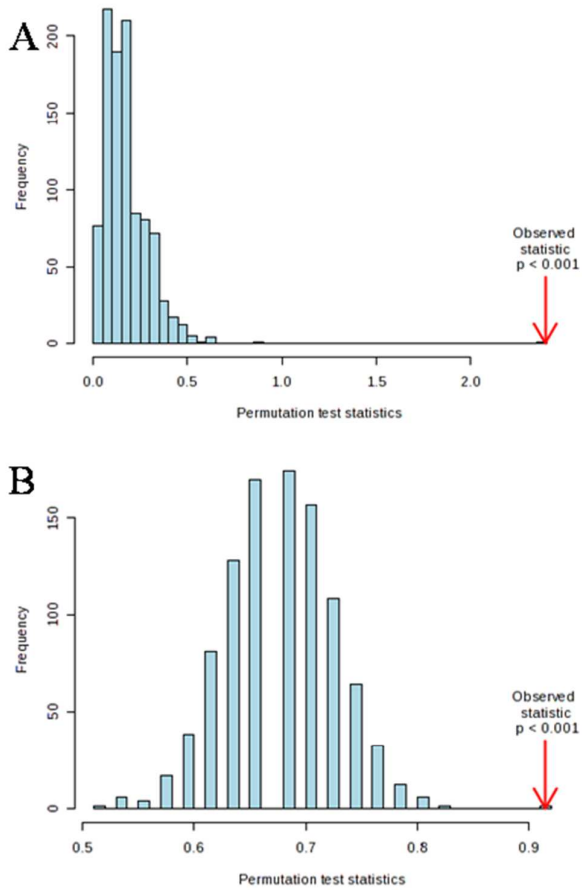 A
Frequency
200
150
100
50
0
Observed
statistic
p < 0.001
0.0 0.5 1.0 1.5 2.0
Permutation test statistics
B
Frequency
150
100
50
0
Observed
statistic
p < 0.001
0.5 0.6 0.7 0.8 0.9
Permutation test statistics